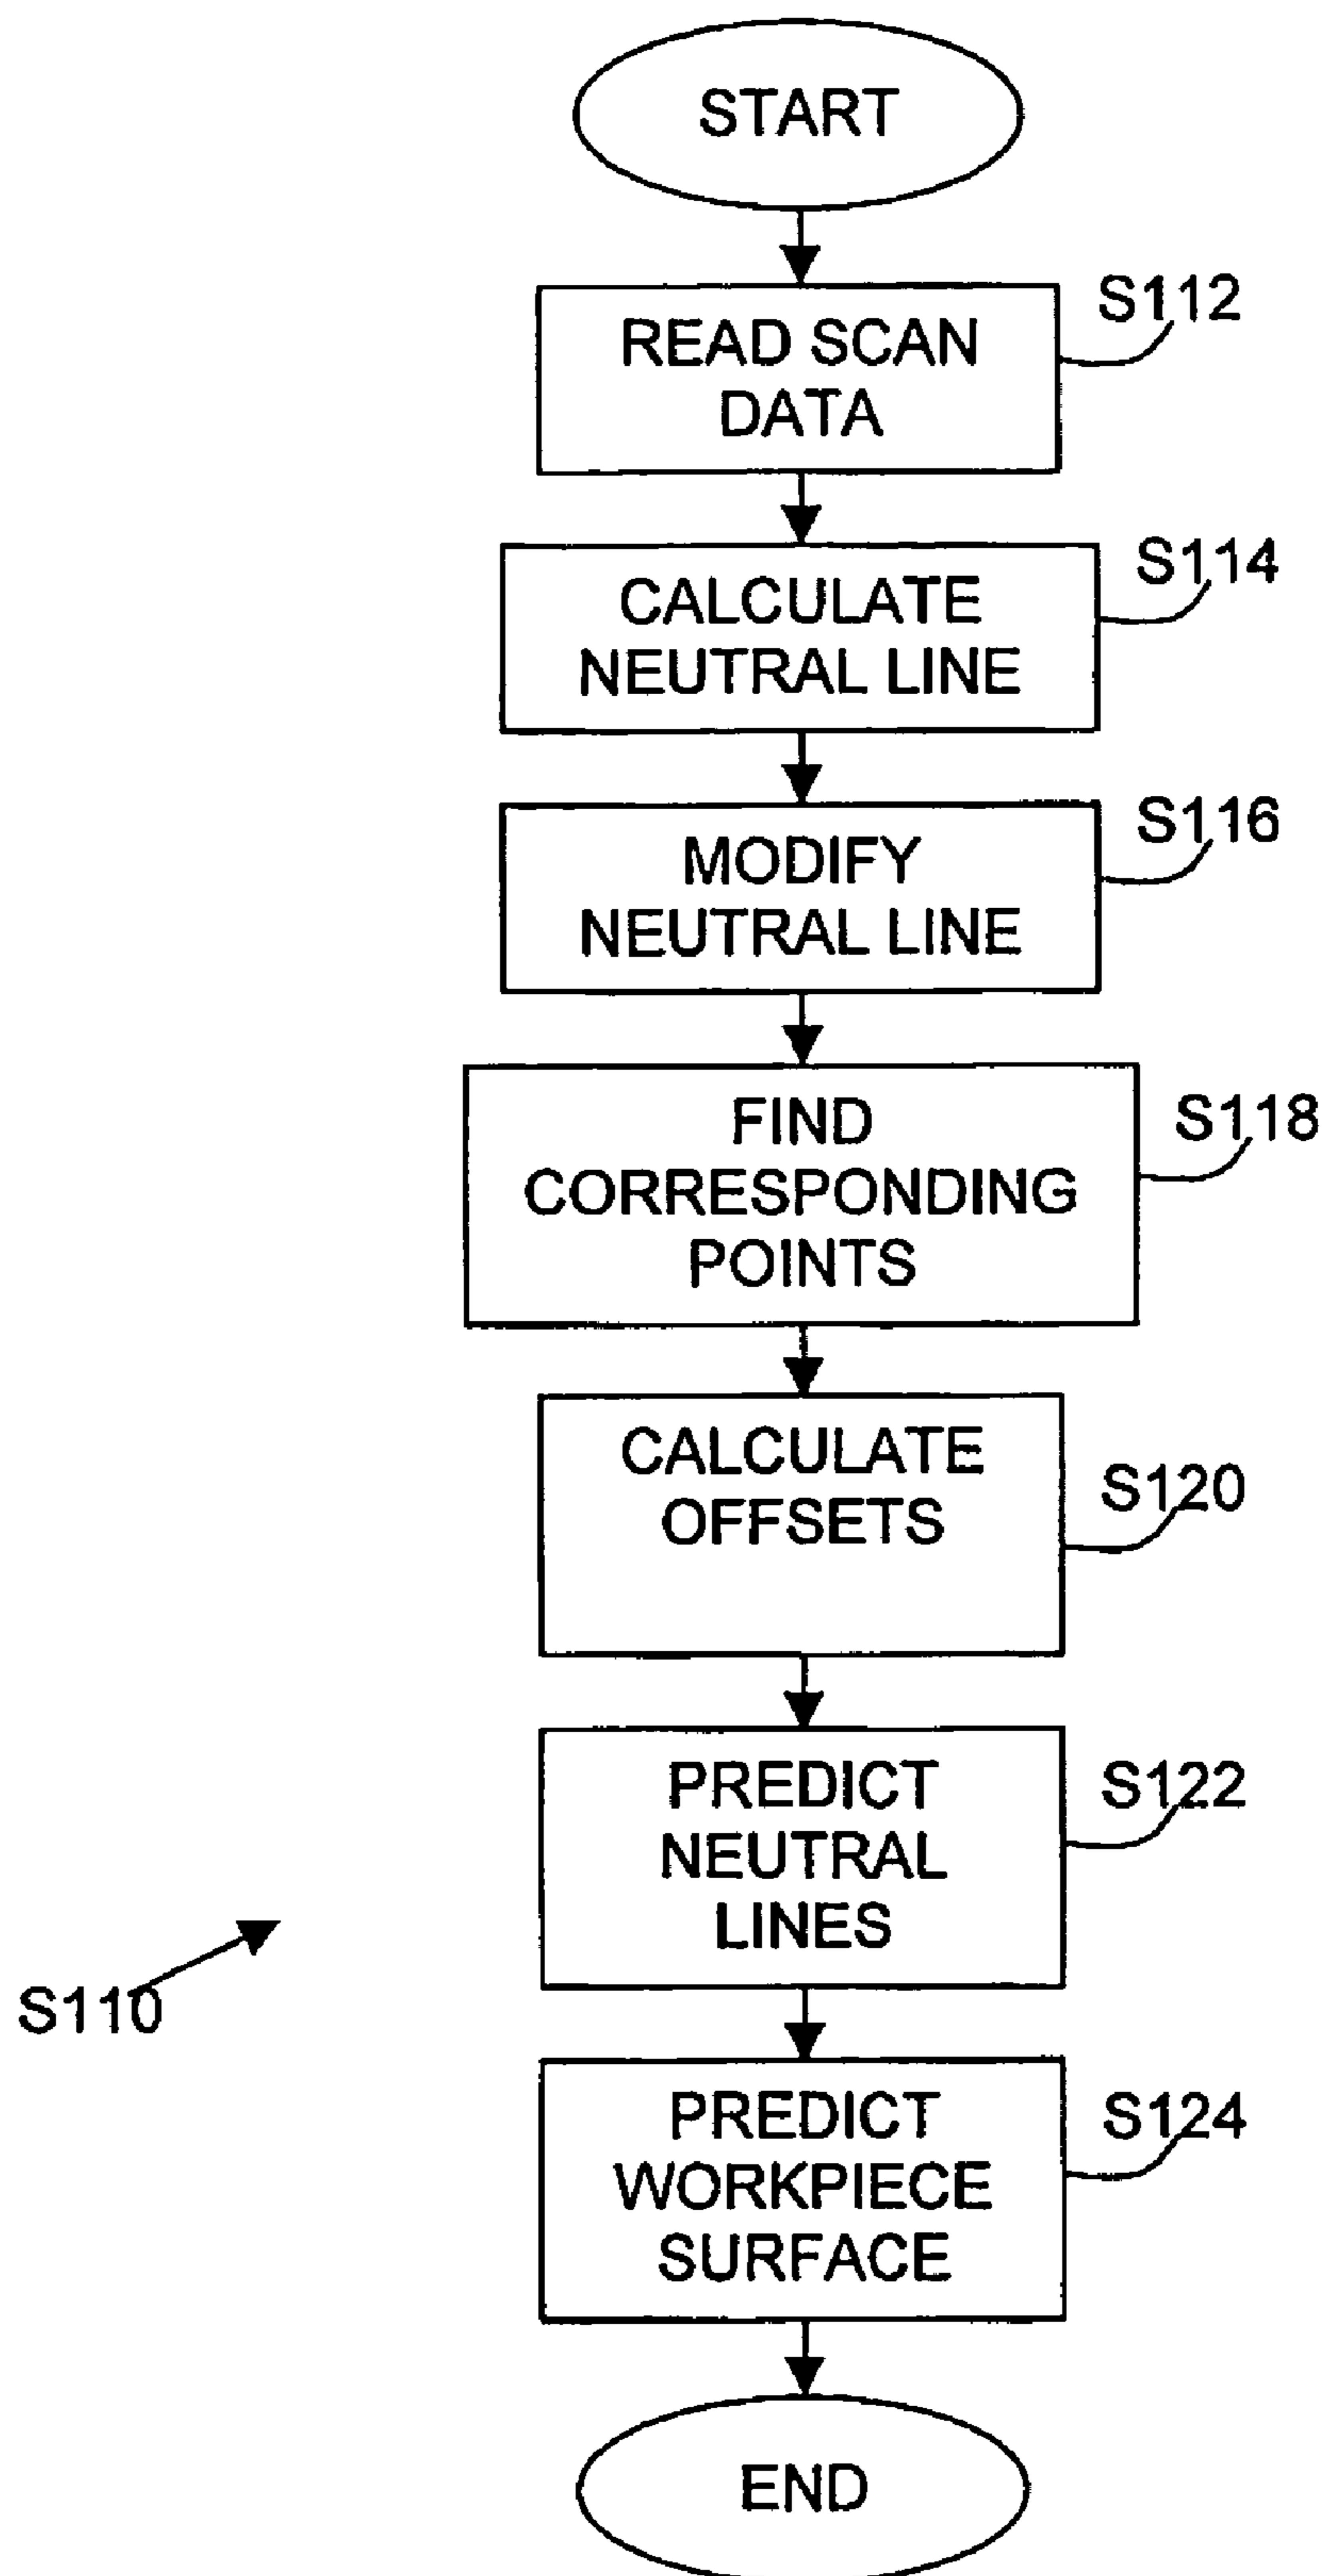 START
S112
READ SCAN
DATA
S114
CALCULATE
NEUTRAL LINE
S116
MODIFY
NEUTRAL LINE
S118
FIND
CORRESPONDING
POINTS
CALCULATE
OFFSETS
S120
PREDICT
NEUTRAL
LINES
S122
S110
PREDICT
WORKPIECE
SURFACE
S124
END